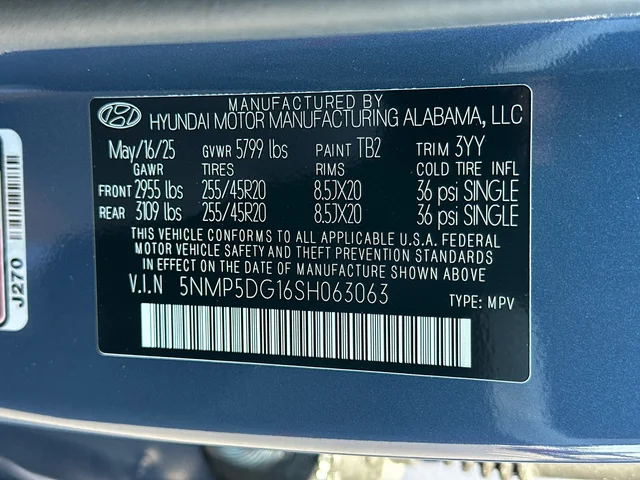 MANUFACTURED BY
HYUNDAI MOTOR MANUFACTURING ALABAMA, LLC
May/16/25 GVWR 5799 lbs PAINT TB2 TRIM 3YY
GAWR TIRES RIMS COLD TIRE INFL
FRONT 2955 lbs 255/45R20 8.5JX20 36 psi SINGLE
REAR 3109 lbs 255/45R20 8.5JX20 36 psi SINGLE
THIS VEHICLE CONFORMS TO ALL APPLICABLE U.S.A. FEDERAL
MOTOR VEHICLE SAFETY AND THEFT PREVENTION STANDARDS
IN EFFECT ON THE DATE OF MANUFACTURE SHOWN ABOVE.
V.I.N 5NMP5DG16SH063063 TYPE: MPV
J270